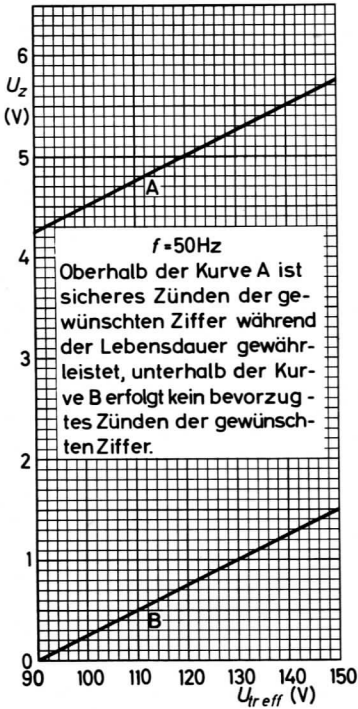 6
U_z
(V)
5
A
4
f=50Hz
Oberhalb der Kurve A ist
sicheres Zünden der ge-
wünschten Ziffer während
der Lebensdauer gewähr-
leistet, unterhalb der Kur-
ve B erfolgt kein bevorzug-
tes Zünden der gewünsch-
ten Ziffer.
3
2
1
B
0
90 100 110 120 130 140 150
U_tr eff (V)